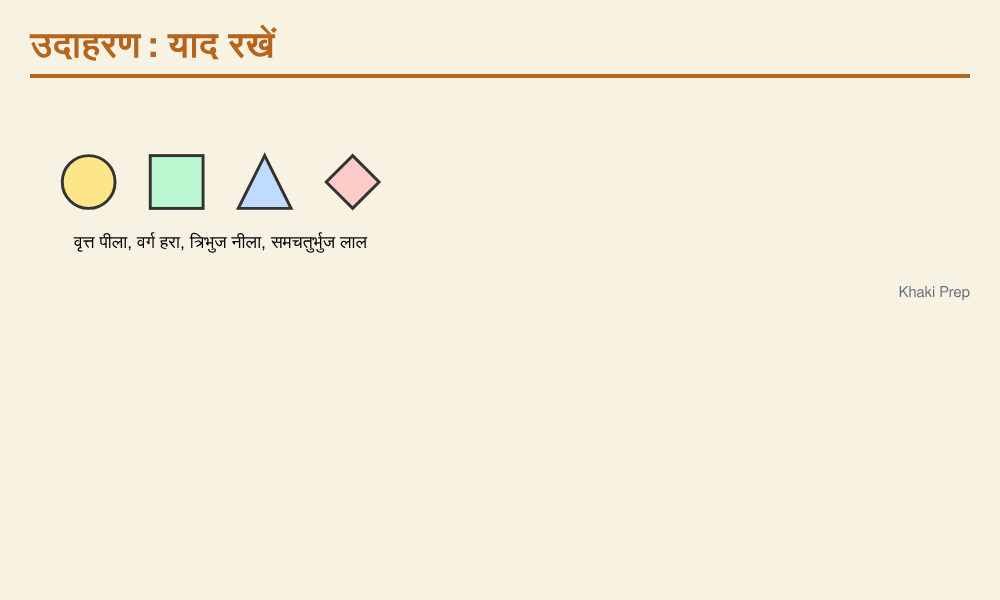 उदाहरण : याद रखें
वृत्त पीला, वर्ग हरा, त्रिभुज नीला, समचतुर्भुज लाल
Khaki Prep